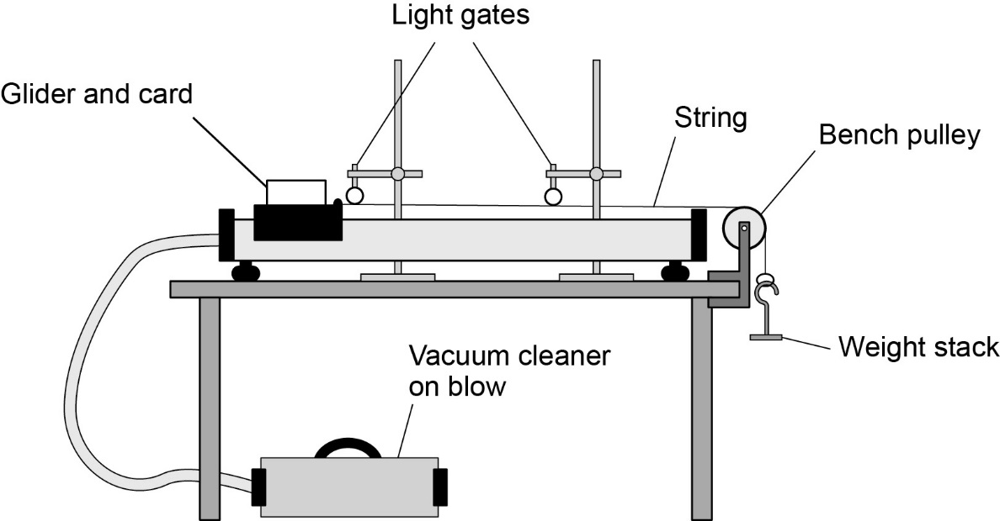 Light gates
Glider and card
String
Bench pulley
Weight stack
Vacuum cleaner
on blow